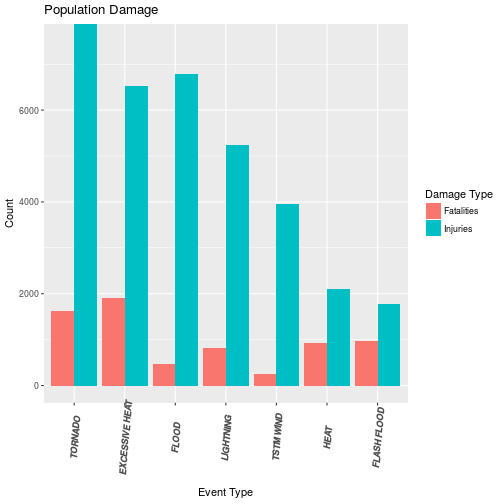 Population Damage
Count
6000
4000
2000
0
TORNADO
EXCESSIVE HEAT
FLOOD
LIGHTNING
TSTM WIND
HEAT
FLASH FLOOD
Event Type
Damage Type
Fatalities
Injuries